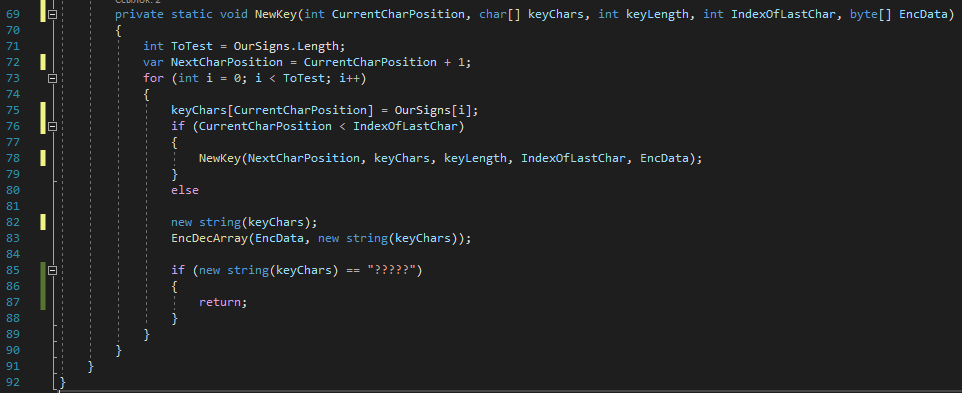 69 private static void NewKey(int CurrentCharPosition, char[] keyChars, int keyLength, int IndexOfLastChar, byte[] EncData)
70 {
71 int ToTest = OurSigns.Length;
72 var NextCharPosition = CurrentCharPosition + 1;
73 for (int i = 0; i < ToTest; i++)
74 {
75 keyChars[CurrentCharPosition] = OurSigns[i];
76 if (CurrentCharPosition < IndexOfLastChar)
77 {
78 NewKey(NextCharPosition, keyChars, keyLength, IndexOfLastChar, EncData);
79 }
80 else
81
82 new string(keyChars);
83 EncDecArray(EncData, new string(keyChars));
84
85 if (new string(keyChars) == "?????")
86 {
87 return;
88 }
89 }
90 }
91 }
92 }